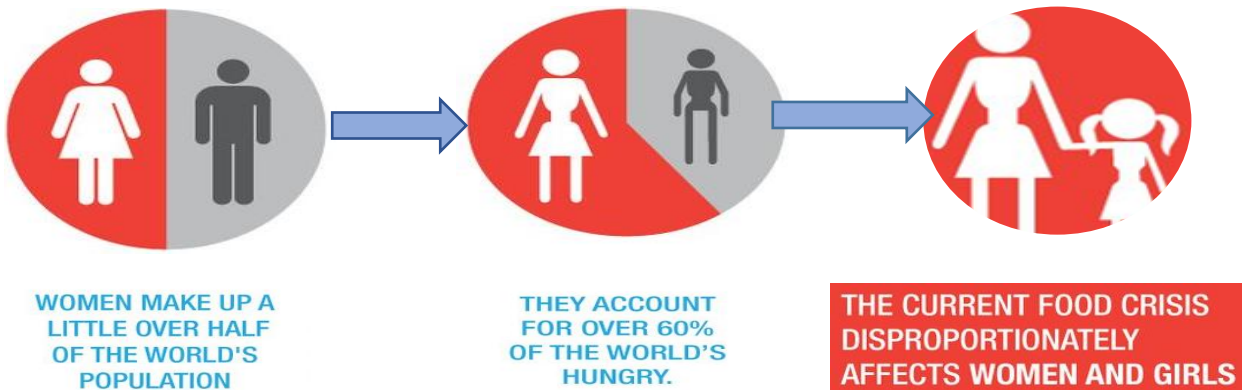 WOMEN MAKE UP A
LITTLE OVER HALF
OF THE WORLD'S
POPULATION
THEY ACCOUNT
FOR OVER 60%
OF THE WORLD'S
HUNGRY.
THE CURRENT FOOD CRISIS
DISPROPORTIONATELY
AFFECTS WOMEN AND GIRLS